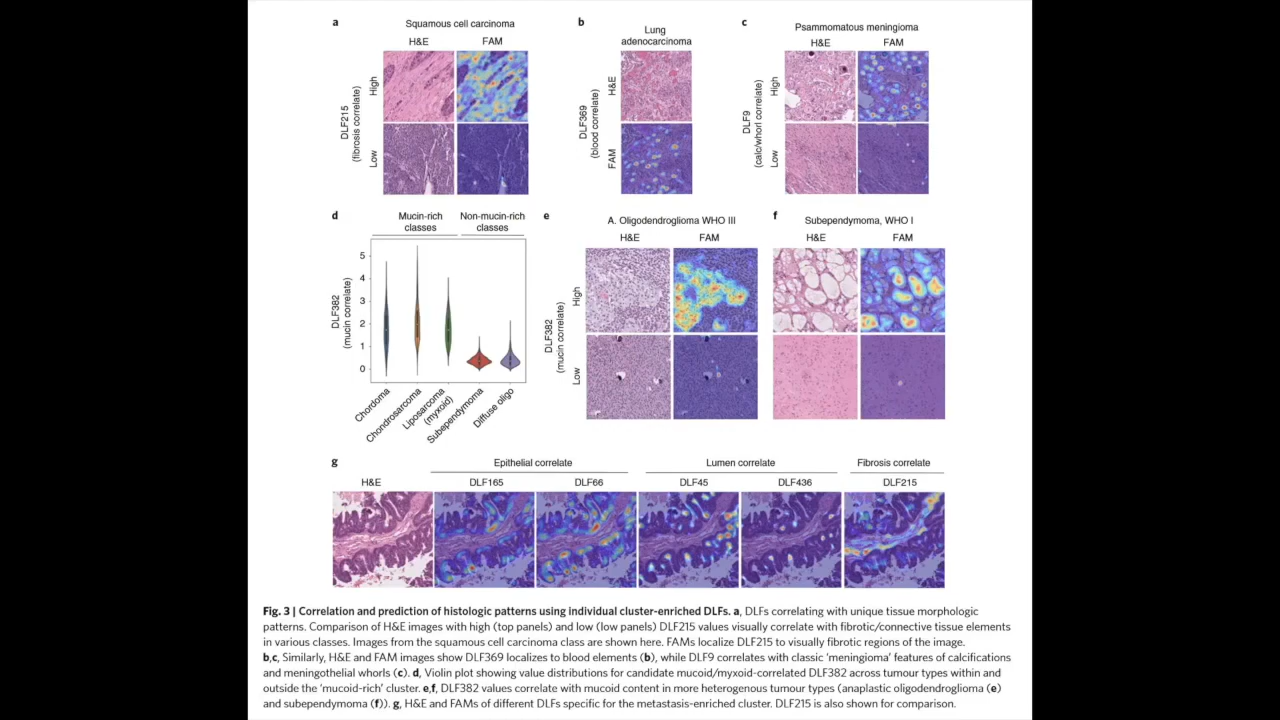 a
Squamous cell carcinoma
H&E
FAM
High
DLF215
(fibrosis correlate)
Low
b
Lung
adenocarcinoma
H&E
DLF369
(blood correlate)
FAM
c
Psammomatous meningioma
H&E
FAM
High
DLF9
(calc/whorl correlate)
Low
d
Mucin-rich
classes
Non-mucin-rich
classes
DLF382
(mucin correlate)
5
4
3
2
1
0
Chordoma
Chondrosarcoma
Liposarcoma
(myxoid)
Subependymoma
Diffuse oligo
e
A. Oligodendroglioma WHO III
H&E
FAM
High
DLF382
(mucin correlate)
Low
f
Subependymoma, WHO I
H&E
FAM
g
Epithelial correlate
Lumen correlate
Fibrosis correlate
H&E
DLF165
DLF66
DLF45
DLF436
DLF215
Fig. 3 | Correlation and prediction of histologic patterns using individual cluster-enriched DLFs. a, DLFs correlating with unique tissue morphologic
patterns. Comparison of H&E images with high (top panels) and low (low panels) DLF215 values visually correlate with fibrotic/connective tissue elements
in various classes. Images from the squamous cell carcinoma class are shown here. FAMs localize DLF215 to visually fibrotic regions of the image.
b,c, Similarly, H&E and FAM images show DLF369 localizes to blood elements (b), while DLF9 correlates with classic ‘meningioma’ features of calcifications
and meningothelial whorls (c). d, Violin plot showing value distributions for candidate mucoid/myxoid-correlated DLF382 across tumour types within and
outside the ‘mucoid-rich’ cluster. e,f, DLF382 values correlate with mucoid content in more heterogenous tumour types (anaplastic oligodendroglioma (e)
and subependymoma (f)). g, H&E and FAMs of different DLFs specific for the metastasis-enriched cluster. DLF215 is also shown for comparison.